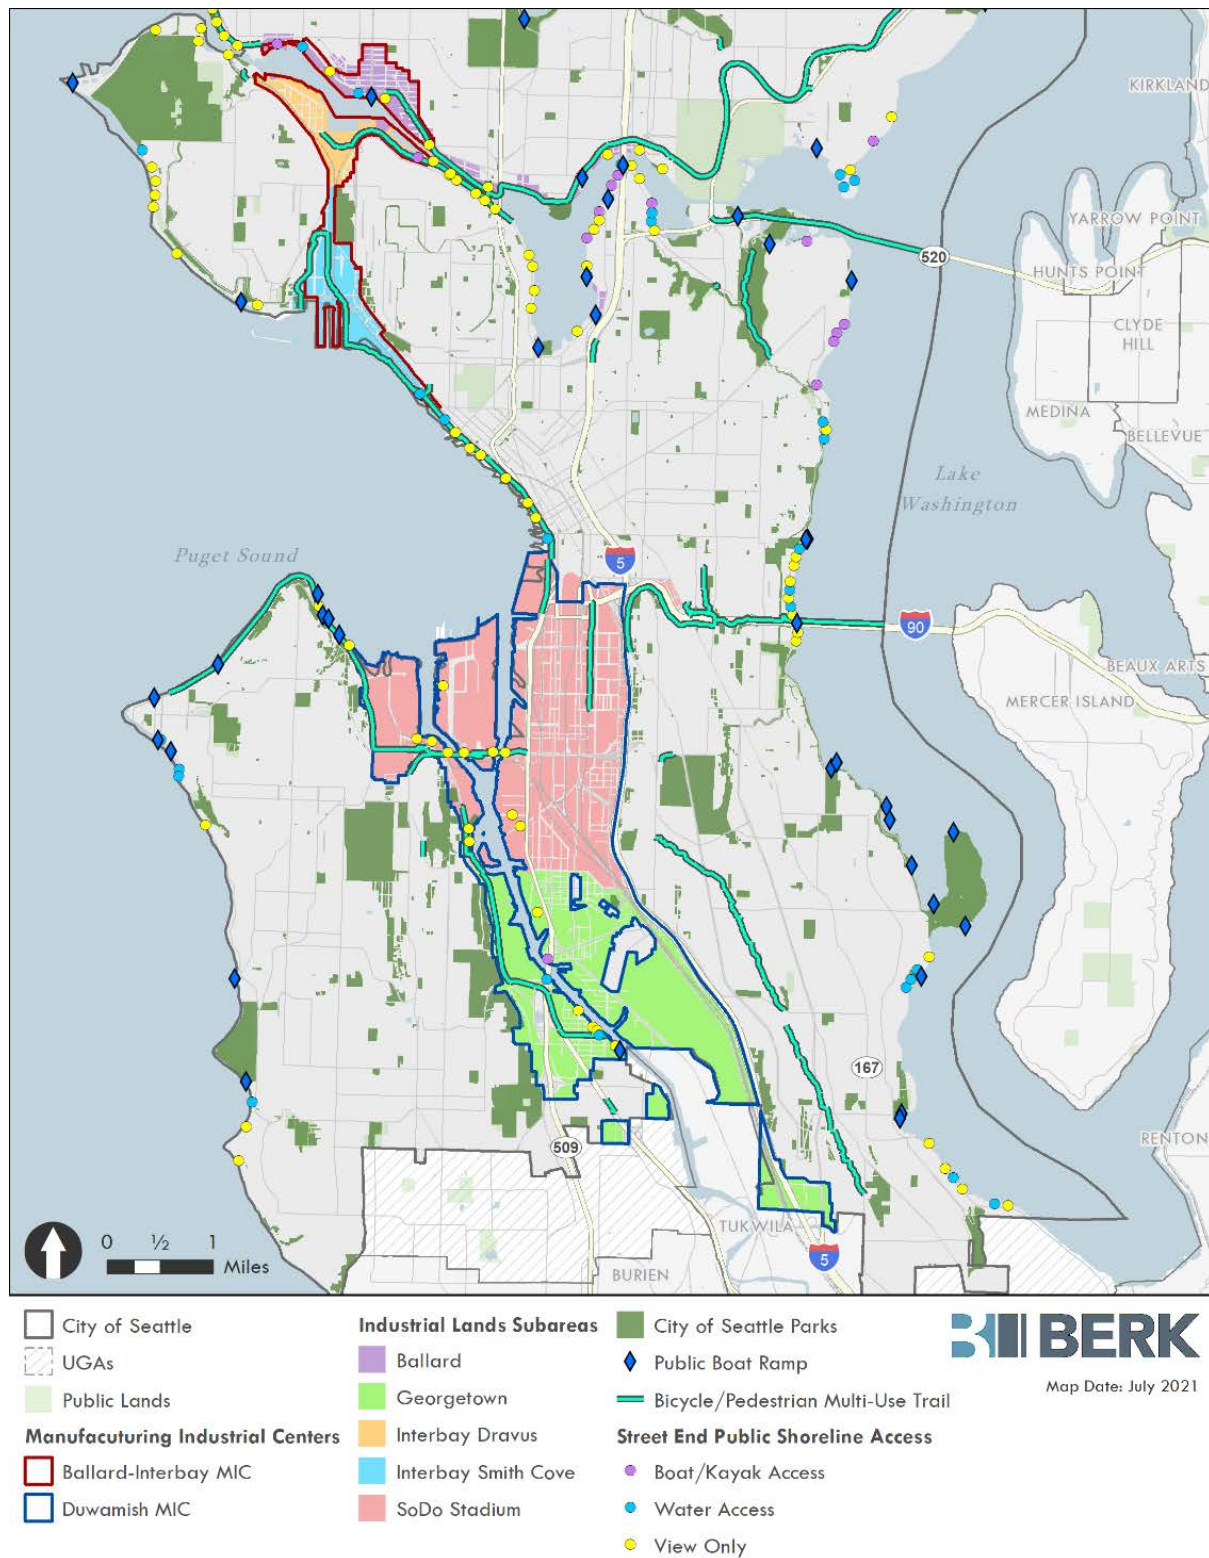 KIRKLAND
YARROW POINT
520
HUNTS POINT
CLYDE
HILL
MEDINA
BELLEVUE
Lake
Washington
Puget Sound
5
90
BEAUX ARTS
MERCER ISLAND
167
509
RENTON
TUKWILA
5
BURIEN
0 ½ 1
Miles
City of Seattle
UGAs
Public Lands
Manufacuturing Industrial Centers
Ballard-Interbay MIC
Duwamish MIC
Industrial Lands Subareas
Ballard
Georgetown
Interbay Dravus
Interbay Smith Cove
SoDo Stadium
City of Seattle Parks
Public Boat Ramp
Bicycle/Pedestrian Multi-Use Trail
Street End Public Shoreline Access
Boat/Kayak Access
Water Access
View Only
BERK
Map Date: July 2021